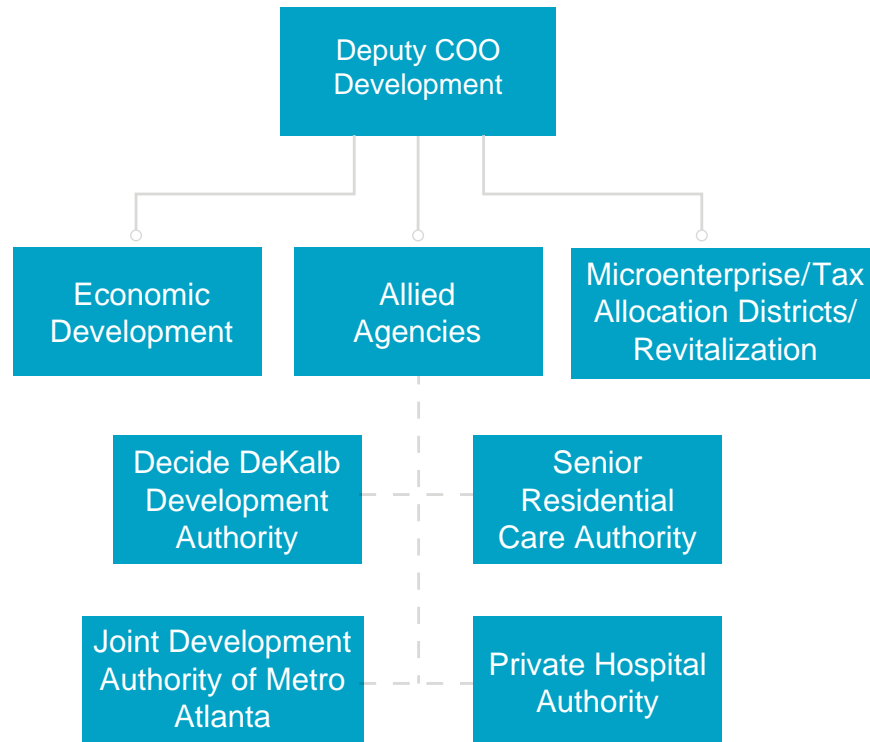 Deputy COO
Development
Economic
Development
Allied
Agencies
Microenterprise/Tax
Allocation Districts/
Revitalization
Decide DeKalb
Development
Authority
Senior
Residential
Care Authority
Joint Development
Authority of Metro
Atlanta
Private Hospital
Authority